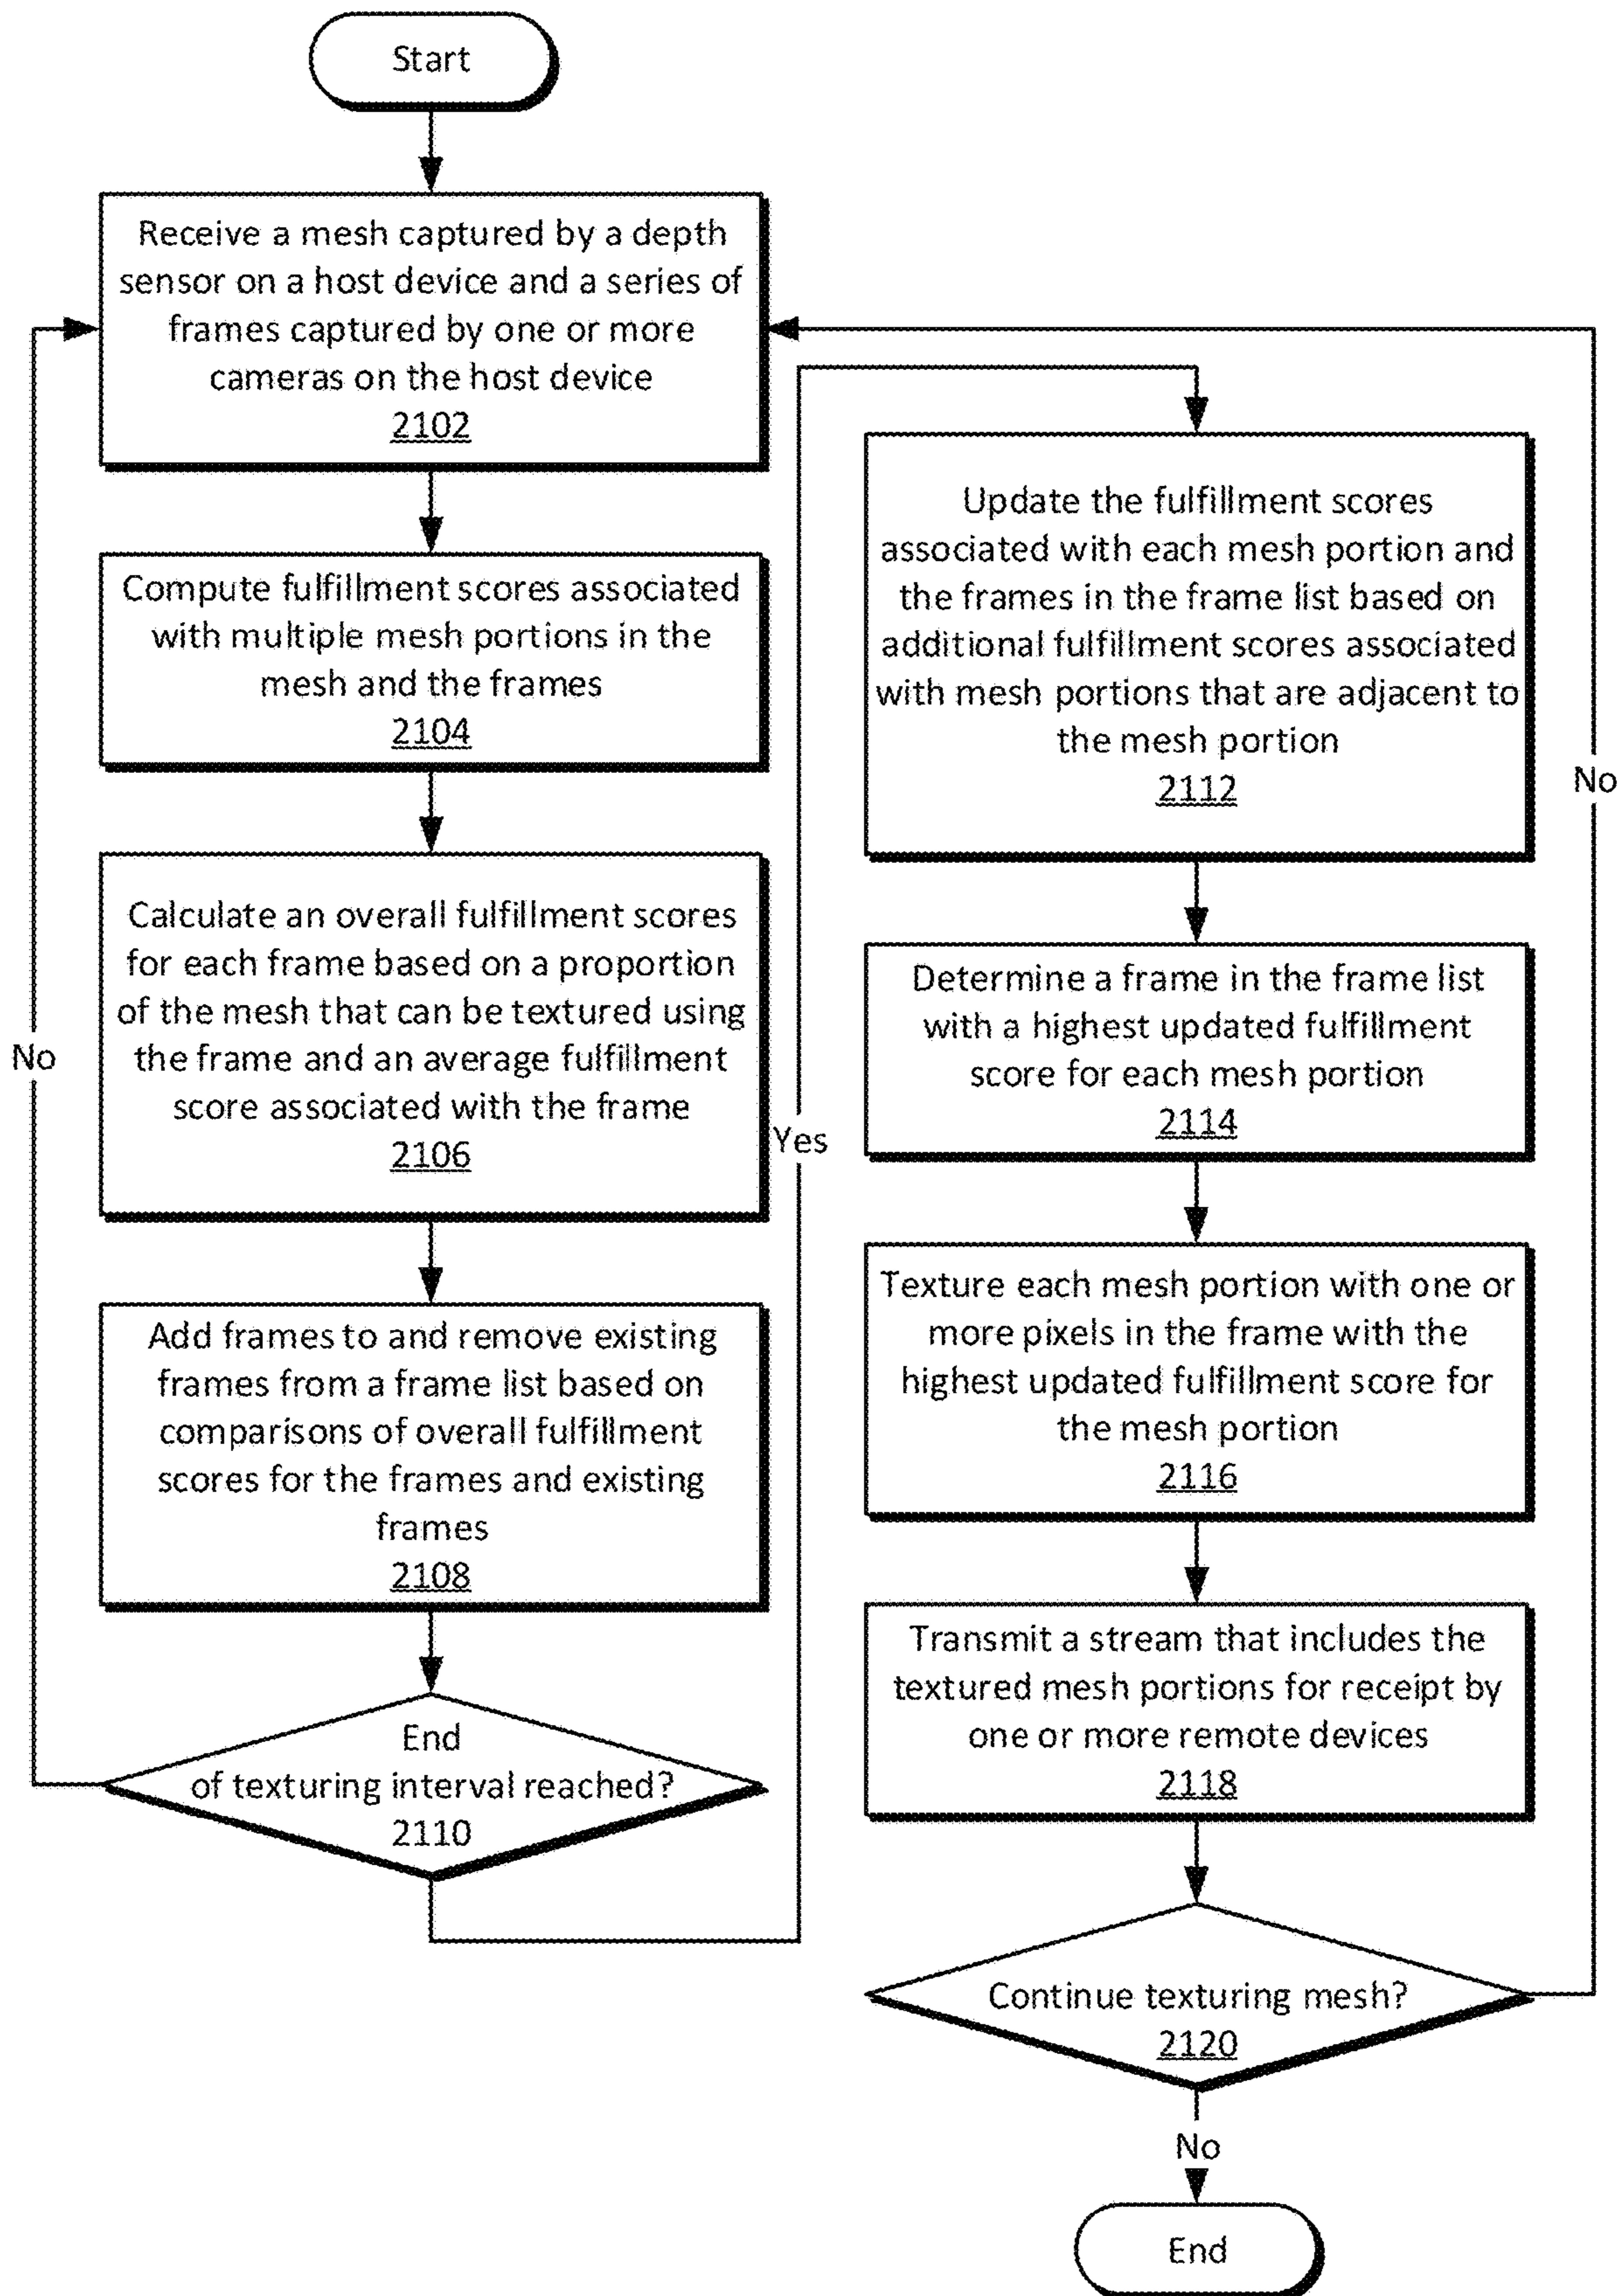 Start
Receive a mesh captured by a depth
sensor on a host device and a series of
frames captured by one or more
cameras on the host device
2102
Compute fulfillment scores associated
with multiple mesh portions in the
mesh and the frames
2104
Calculate an overall fulfillment scores
for each frame based on a proportion
of the mesh that can be textured using
the frame and an average fulfillment
score associated with the frame
2106
Add frames to and remove existing
frames from a frame list based on
comparisons of overall fulfillment
scores for the frames and existing
frames
2108
End
of texturing interval reached?
2110
No
Yes
Update the fulfillment scores
associated with each mesh portion and
the frames in the frame list based on
additional fulfillment scores associated
with mesh portions that are adjacent to
the mesh portion
2112
Determine a frame in the frame list
with a highest updated fulfillment
score for each mesh portion
2114
Texture each mesh portion with one or
more pixels in the frame with the
highest updated fulfillment score for
the mesh portion
2116
Transmit a stream that includes the
textured mesh portions for receipt by
one or more remote devices
2118
Continue texturing mesh?
2120
No
No
End